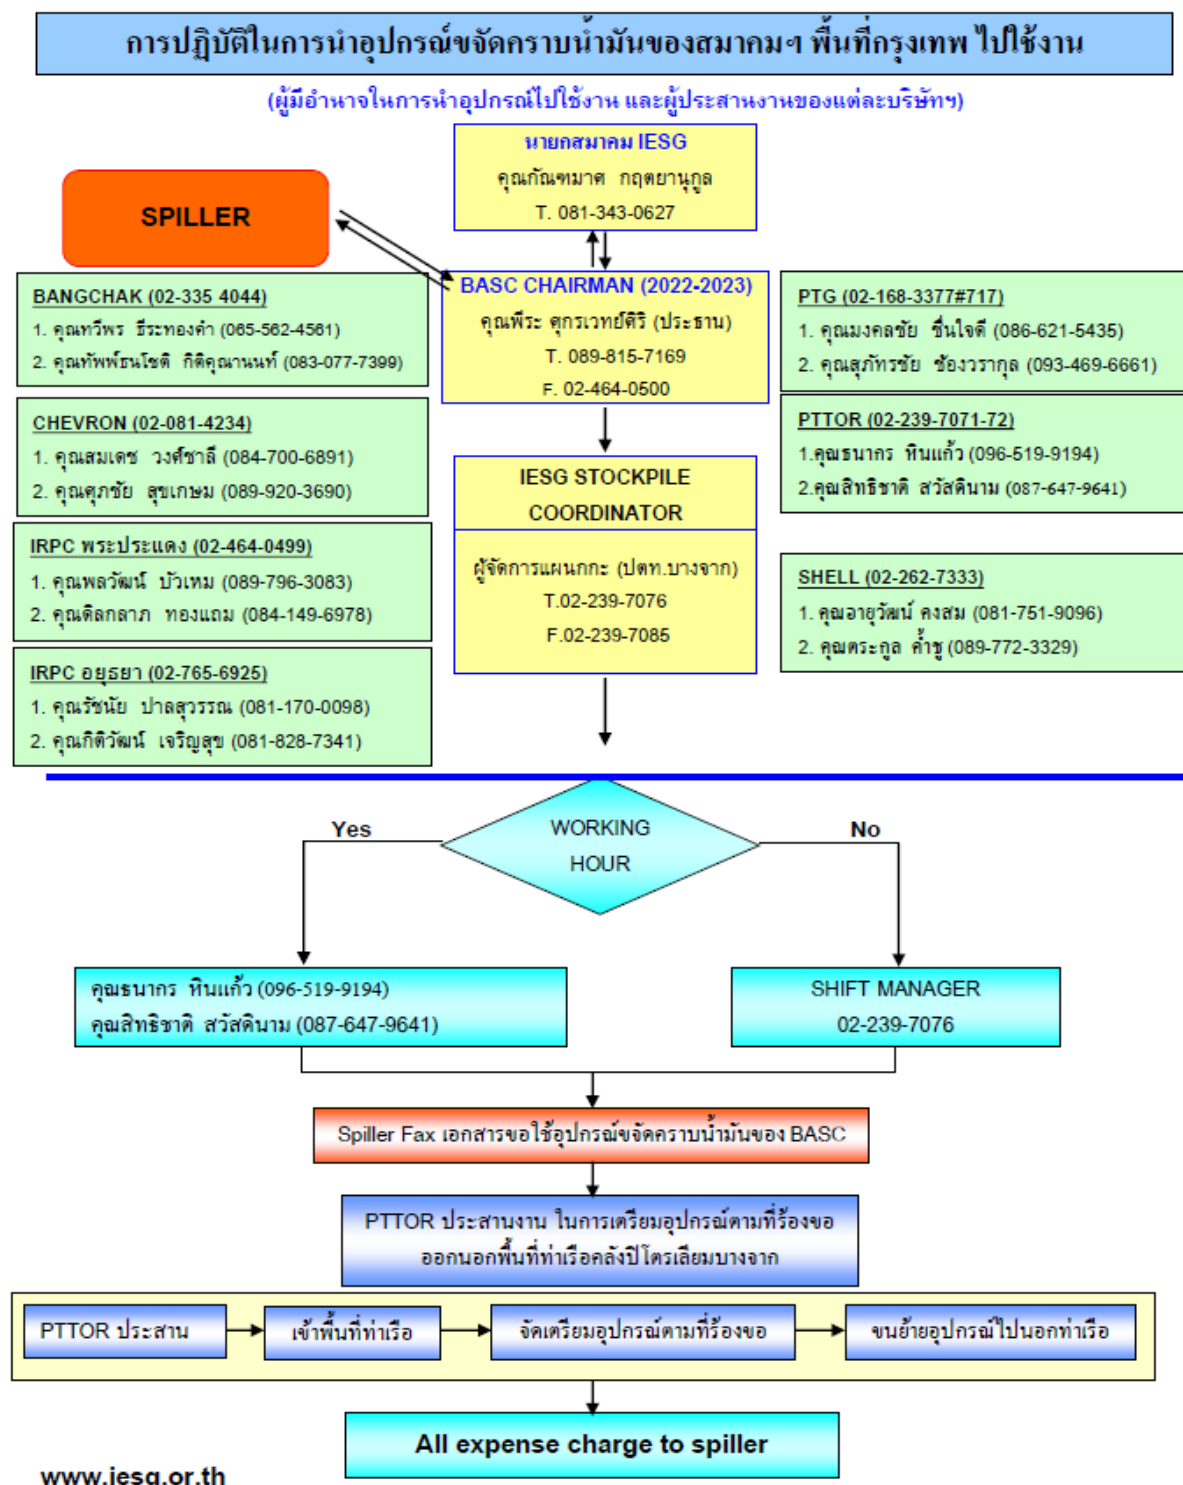 การปฏิบัติในการนำอุปกรณ์ขจัดคราบน้ำมันของสมาคมฯ พื้นที่กรุงเทพ ไปใช้งาน
(ผู้มีอำนาจในการนำอุปกรณ์ไปใช้งาน และผู้ประสานงานของแต่ละบริษัทฯ)
นายกสมาคม IESG
คุณกัณฑมาศ กฤตยานุกูล
T. 081-343-0627
SPILLER
BASC CHAIRMAN (2022-2023)
คุณพีระ ศุกรเวทย์ศิริ (ประธาน)
T. 089-815-7169
F. 02-464-0500
BANGCHAK (02-335 4044)
1. คุณทวีพร ธีระทองคำ (065-562-4561)
2. คุณทัพพ์ธนโชติ กิติคุณานนท์ (083-077-7399)
CHEVRON (02-081-4234)
1. คุณสมเดช วงศ์ชาลี (084-700-6891)
2. คุณศุภชัย สุขเกษม (089-920-3690)
IRPC พระประแดง (02-464-0499)
1. คุณพลวัฒน์ บัวเหม (089-796-3083)
2. คุณดิลกลาภ ทองแถม (084-149-6978)
IRPC อยุธยา (02-765-6925)
1. คุณรัชนัย ปาลสุวรรณ (081-170-0098)
2. คุณกิติวัฒน์ เจริญสุข (081-828-7341)
IESG STOCKPILE
COORDINATOR
ผู้จัดการแผนกกะ (ปตท.บางจาก)
T.02-239-7076
F.02-239-7085
PTG (02-168-3377#717)
1. คุณมงคลชัย ชื่นใจดี (086-621-5435)
2. คุณสุภัทรชัย ช้องวรากุล (093-469-6661)
PTTOR (02-239-7071-72)
1.คุณธนากร หินแก้ว (096-519-9194)
2.คุณสิทธิชาติ สวัสดินาม (087-647-9641)
SHELL (02-262-7333)
1. คุณอายุวัฒน์ คงสม (081-751-9096)
2. คุณตระกูล ค้ำชู (089-772-3329)
WORKING
HOUR
Yes
No
คุณธนากร หินแก้ว (096-519-9194)
คุณสิทธิชาติ สวัสดินาม (087-647-9641)
SHIFT MANAGER
02-239-7076
Spiller Fax เอกสารขอใช้อุปกรณ์ขจัดคราบน้ำมันของ BASC
PTTOR ประสานงาน ในการเตรียมอุปกรณ์ตามที่ร้องขอ
ออกนอกพื้นที่ท่าเรือคลังปิโตรเลียมบางจาก
PTTOR ประสาน
เข้าพื้นที่ท่าเรือ
จัดเตรียมอุปกรณ์ตามที่ร้องขอ
ขนย้ายอุปกรณ์ไปนอกท่าเรือ
All expense charge to spiller
www.iesg.or.th